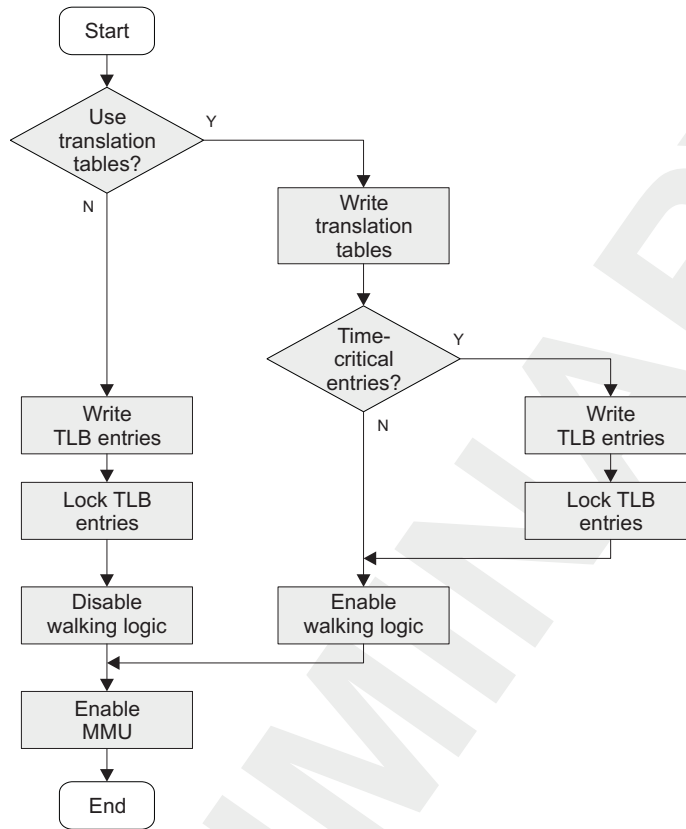 Start
Use
translation
tables?
Y
N
Write
translation
tables
Time-
critical
entries?
Y
N
Write
TLB entries
Write
TLB entries
Lock TLB
entries
Lock TLB
entries
Disable
walking logic
Enable
walking logic
Enable
MMU
End